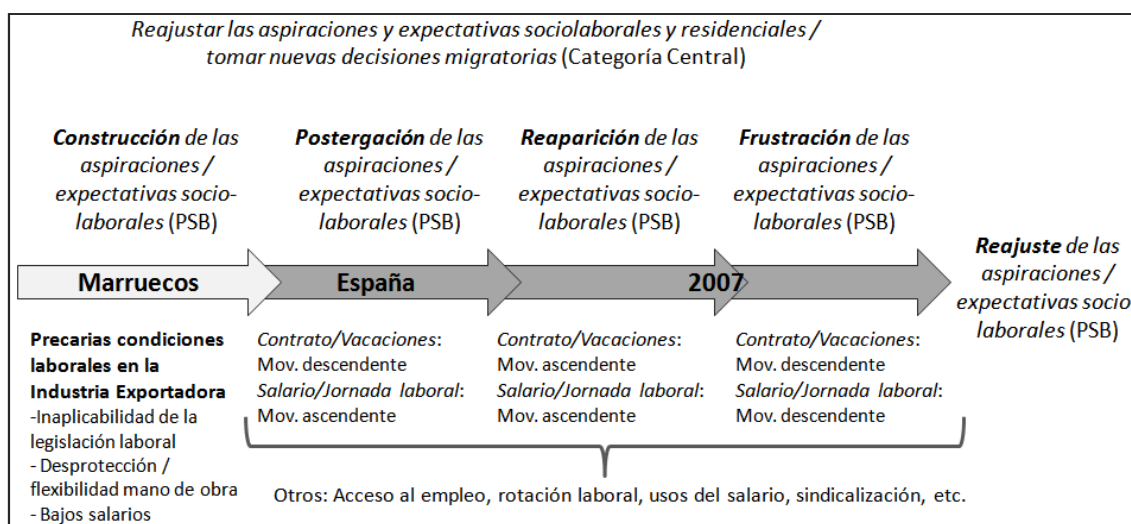 Reajustar las aspiraciones y expectativas sociolaborales y residenciales /
tomar nuevas decisiones migratorias (Categoría Central)
Construcción de las
aspiraciones /
expectativas socio-
laborales (PSB)
Postergación de las
aspiraciones /
expectativas socio-
laborales (PSB)
Reaparición de las
aspiraciones /
expectativas socio-
laborales (PSB)
Frustración de las
aspiraciones /
expectativas socio-
laborales (PSB)
Reajuste de las
aspiraciones /
expectativas socio
laborales (PSB)
Marruecos
España
2007
Precarias condiciones
laborales en la
Industria Exportadora
-Inaplicabilidad de la
legislación laboral
- Desprotección /
flexibilidad mano de obra
- Bajos salarios
Contrato/Vacaciones:
Mov. descendente
Salario/Jornada laboral:
Mov. ascendente
Contrato/Vacaciones:
Mov. ascendente
Salario/Jornada laboral:
Mov. ascendente
Contrato/Vacaciones:
Mov. descendente
Salario/Jornada laboral:
Mov. descendente
Otros: Acceso al empleo, rotación laboral, usos del salario, sindicalización, etc.